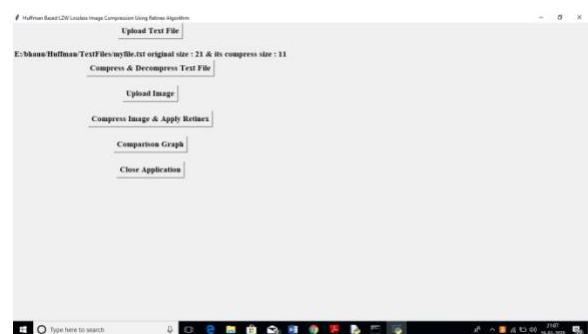 Huffman Based LZW Lossless Image Compression Using Retinex Algorithm
Upload Text File
E:/bhanu/Huffman/TextFiles/myfile.txt original size : 21 & its compress size : 11
Compress & Decompress Text File
Upload Image
Compress Image & Apply Retinex
Comparison Graph
Close Application
Type here to search
21:07